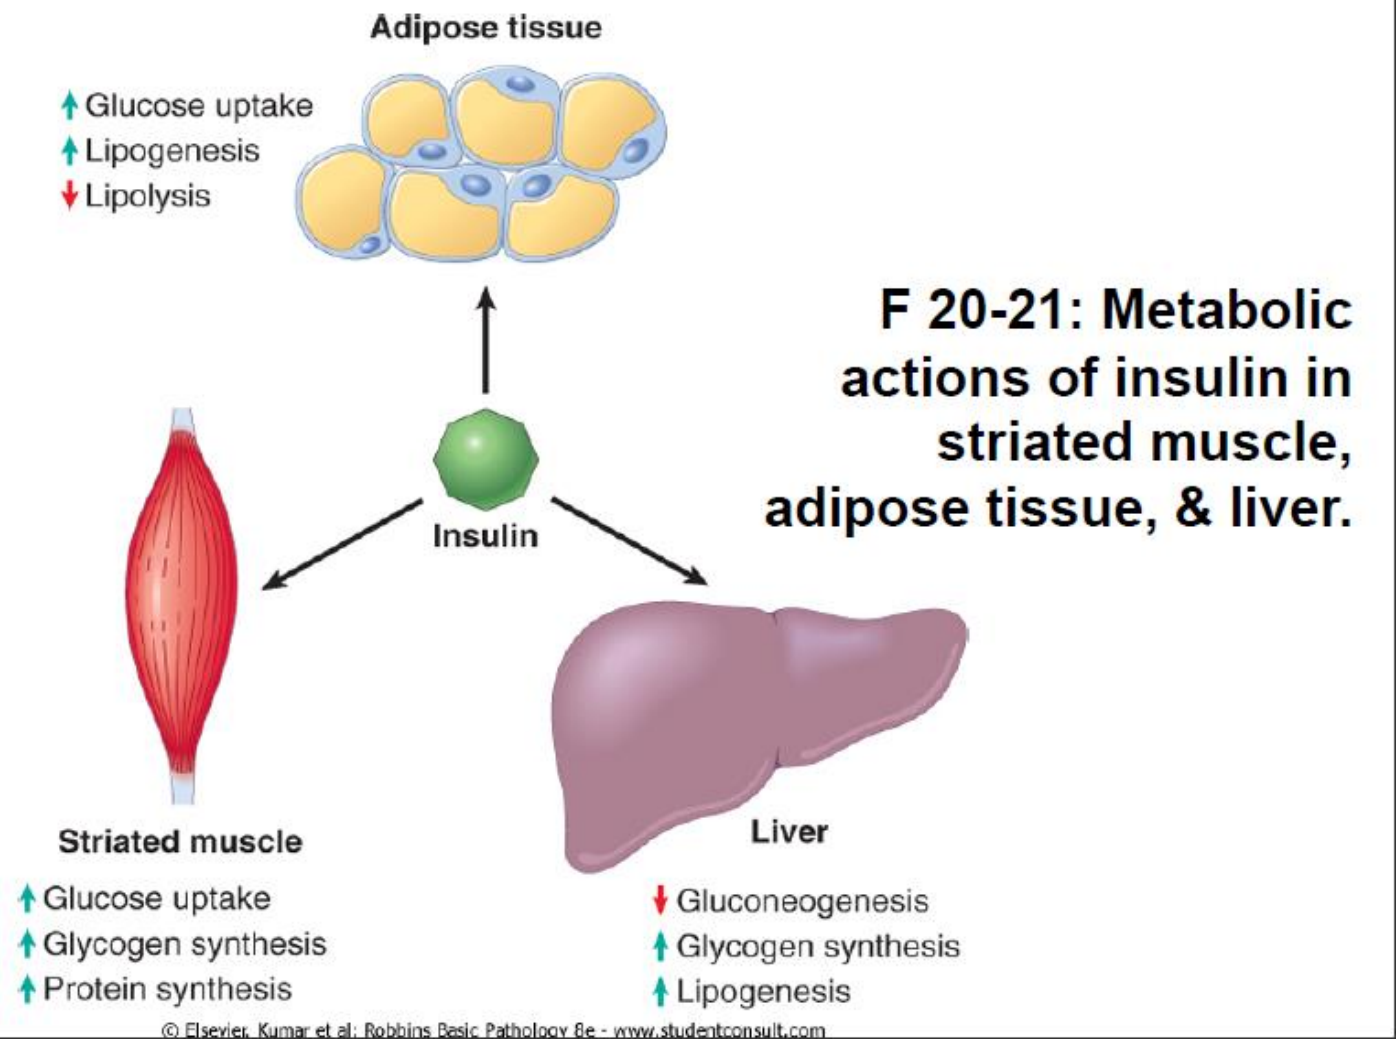 Adipose tissue
Glucose uptake
Lipogenesis
Lipolysis
F 20-21: Metabolic
actions of insulin in
striated muscle,
adipose tissue, & liver.
Insulin
Striated muscle
Glucose uptake
Glycogen synthesis
Protein synthesis
Liver
Gluconeogenesis
Glycogen synthesis
Lipogenesis
© Elsevier. Kumar et al: Robbins Basic Pathology 8e - www.studentconsult.com